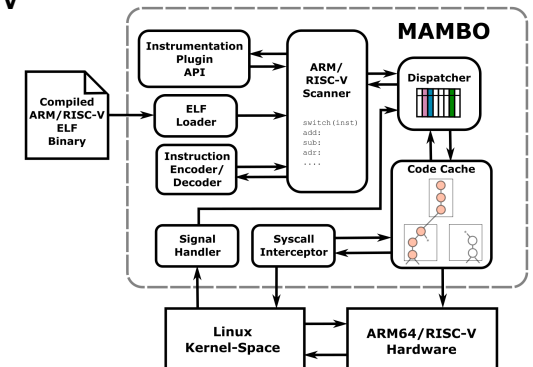 V
MAMBO
Instrumentation
Plugin
API
ARM/
RISC-V
Scanner
switch(inst)
add:
sub:
adr:
....
Dispatcher
Compiled
ARM/RISC-V
ELF
Binary
ELF
Loader
Instruction
Encoder/
Decoder
Code Cache
Signal
Handler
Syscall
Interceptor
Linux
Kernel-Space
ARM64/RISC-V
Hardware